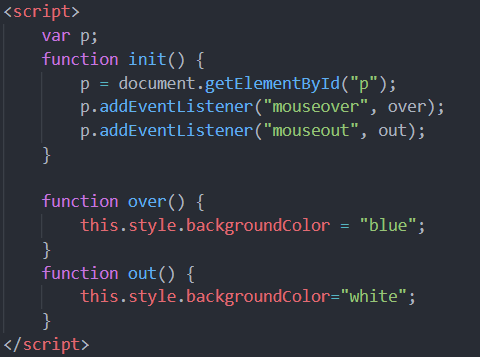 <script>
    var p;
    function init() {
        p = document.getElementById("p");
        p.addEventListener("mouseover", over);
        p.addEventListener("mouseout", out);
    }

    function over() {
        this.style.backgroundColor = "blue";
    }
    function out() {
        this.style.backgroundColor="white";
    }
</script>